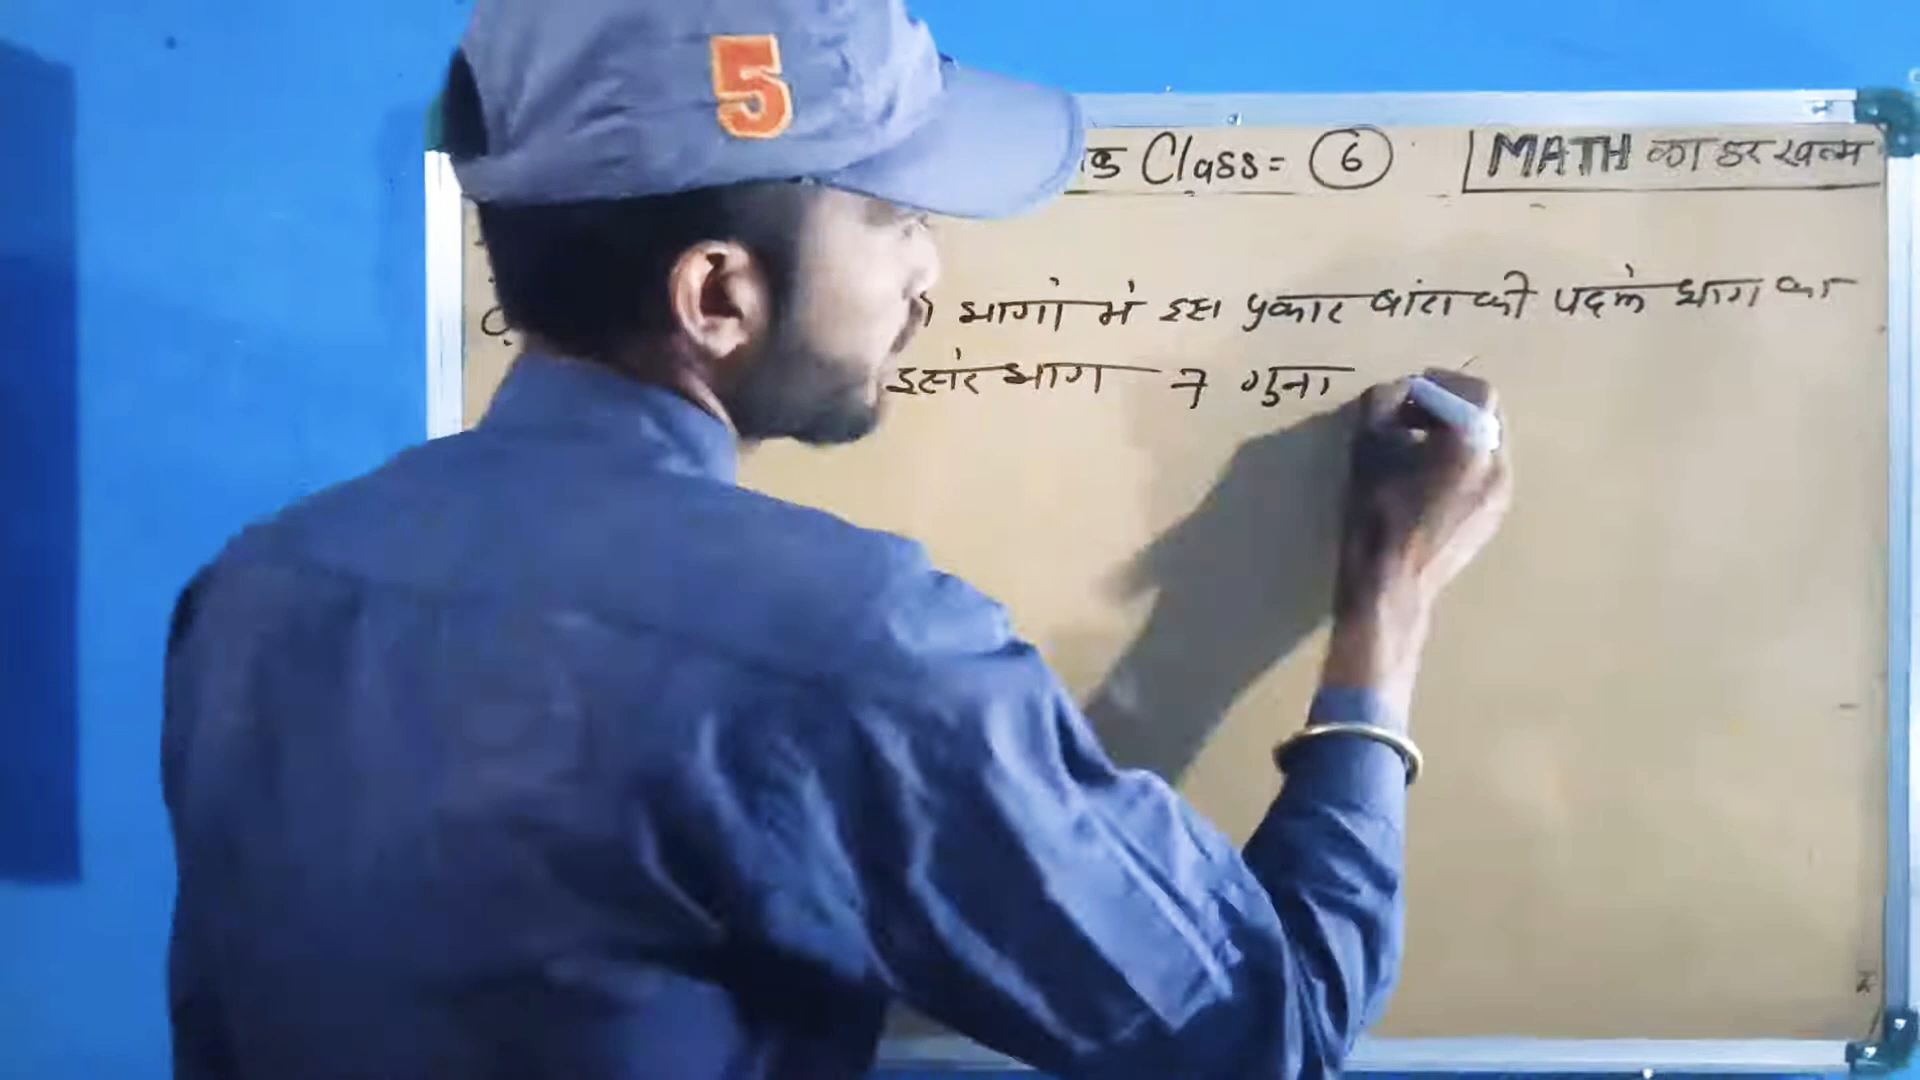 5
Class= 6
MATH का डर खत्म
भागों में इस प्रकार बांटा की पहले भाग का
दूसरे भाग 7 गुना